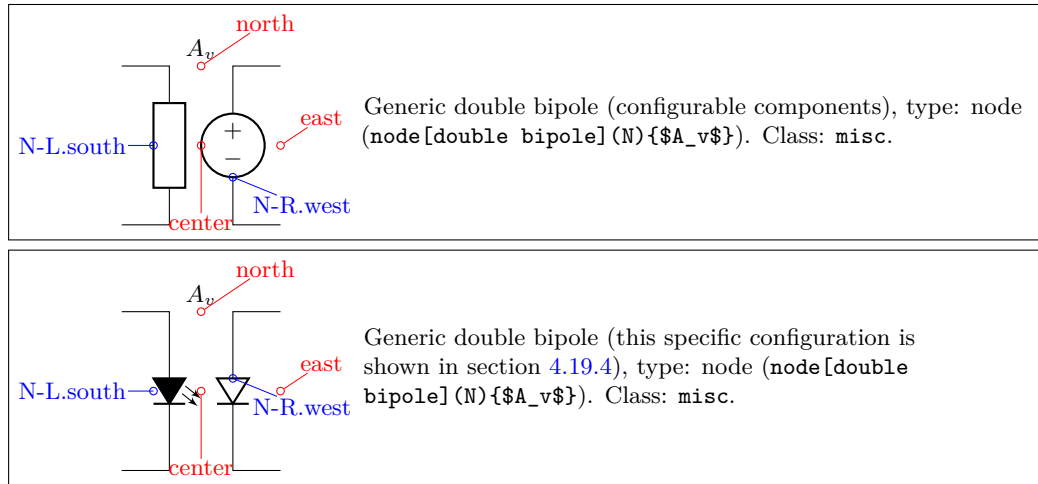 north
A_v
east
N-L.south
+
−
N-R.west
center
Generic double bipole (configurable components), type: node
(node[double bipole](N){$A_v$}). Class: misc.
north
A_v
east
N-L.south
N-R.west
center
Generic double bipole (this specific configuration is
shown in section 4.19.4), type: node (node[double
bipole](N){$A_v$}). Class: misc.